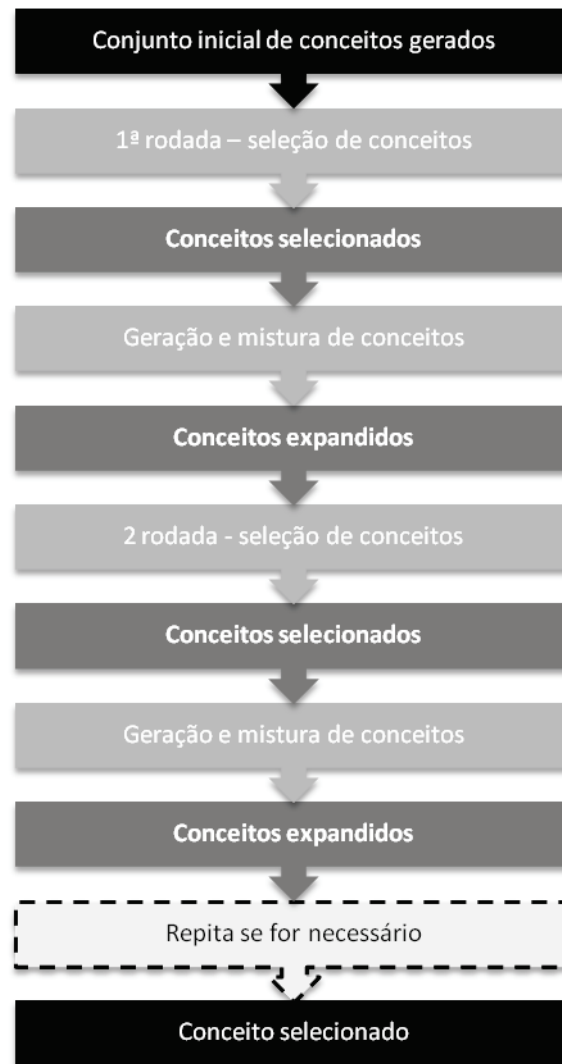 Conjunto inicial de conceitos gerados
1ª rodada – seleção de conceitos
Conceitos selecionados
Geração e mistura de conceitos
Conceitos expandidos
2 rodada - seleção de conceitos
Conceitos selecionados
Geração e mistura de conceitos
Conceitos expandidos
Repita se for necessário
Conceito selecionado